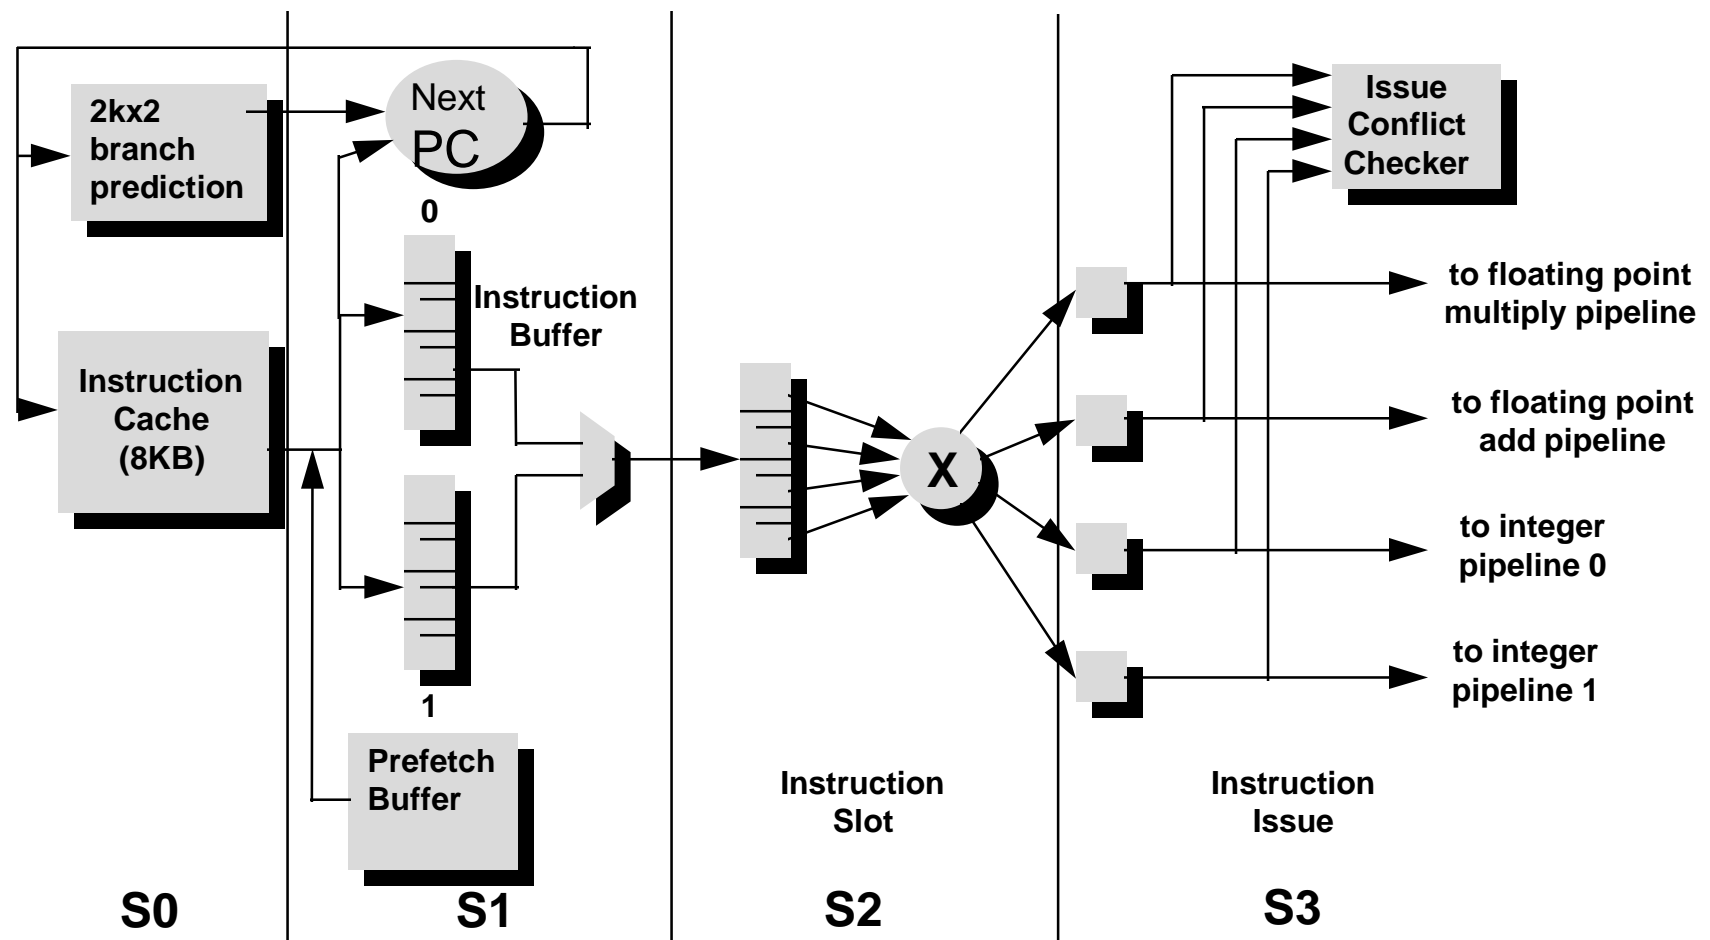 2kx2
branch
prediction
Instruction
Cache
(8KB)
S0
Next
PC
0
Instruction
Buffer
1
Prefetch
Buffer
S1
X
Instruction
Slot
S2
Issue
Conflict
Checker
to floating point
multiply pipeline
to floating point
add pipeline
to integer
pipeline 0
to integer
pipeline 1
Instruction
Issue
S3